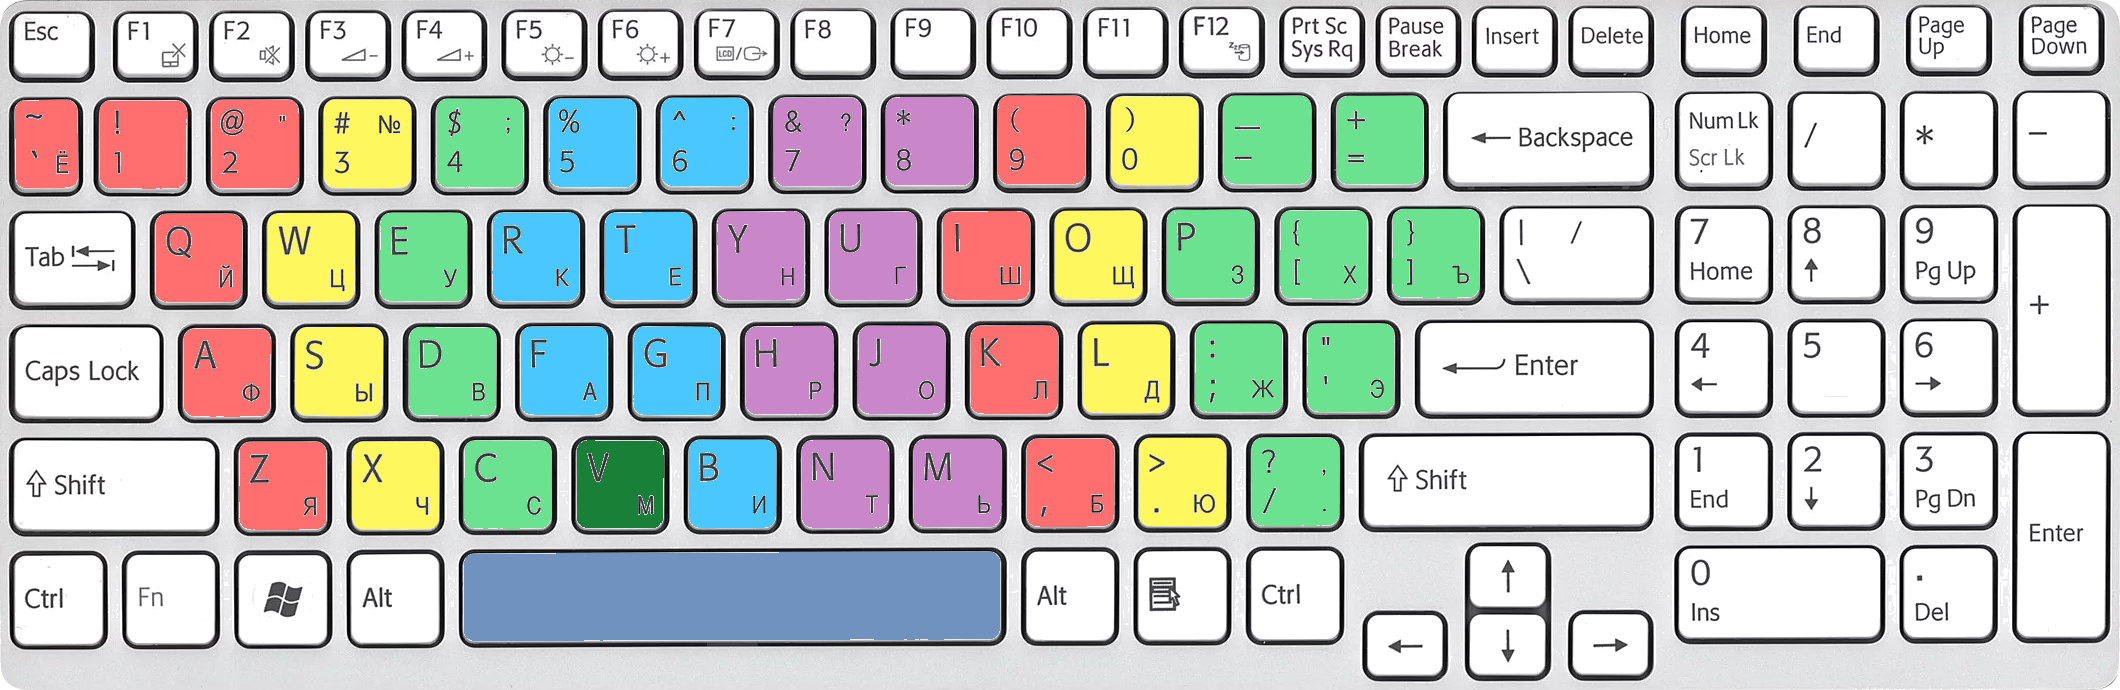 Esc F1 F2 F3 F4 F5 F6 F7 LCD F8 F9 F10 F11 F12 Prt Sc Sys Rq Pause Break Insert Delete Home End Page Up Page Down
~ ` Ё ! 1 @ " 2 # № 3 $ ; 4 % 5 ^ : 6 & ? 7 * 8 ( 9 ) 0 — – + = ← Backspace Num Lk Scr Lk / * –
Tab Q Й W Ц E У R К T Е Y Н U Г I Ш O Щ P З { [ Х } ] Ъ | / \ 7 Home 8 ↑ 9 Pg Up +
Caps Lock A Ф S Ы D В F А G П H Р J О K Л L Д : ; Ж " ' Э Enter 4 ← 5 6 →
⇧ Shift Z Я X Ч C С V М B И N Т M Ь < , Б > . Ю ? , / . ⇧ Shift 1 End 2 ↓ 3 Pg Dn Enter
Ctrl Fn Alt Alt Ctrl ↑ 0 Ins . Del
← ↓ →